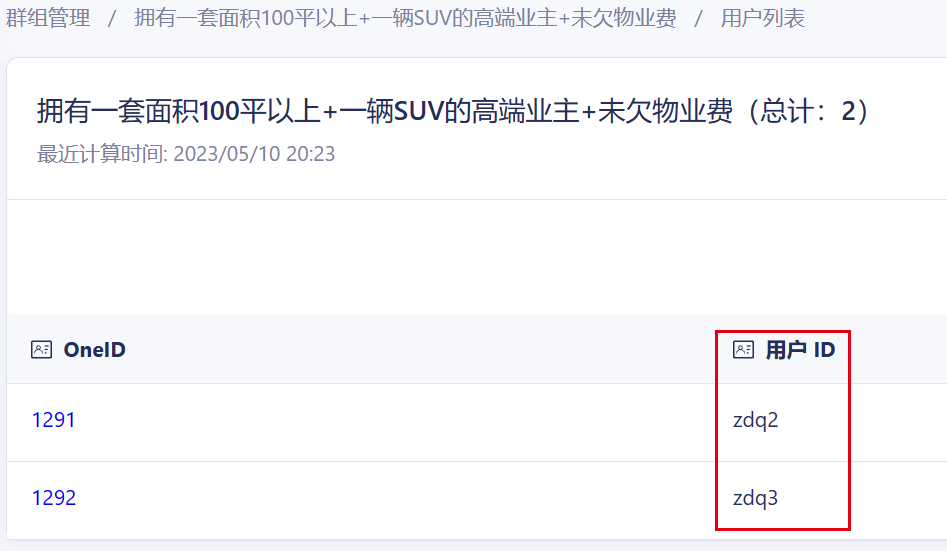 群组管理 / 拥有一套面积100平以上+一辆SUV的高端业主+未欠物业费 / 用户列表
拥有一套面积100平以上+一辆SUV的高端业主+未欠物业费（总计：2）
最近计算时间: 2023/05/10 20:23
OneID 用户 ID
1291 zdq2
1292 zdq3